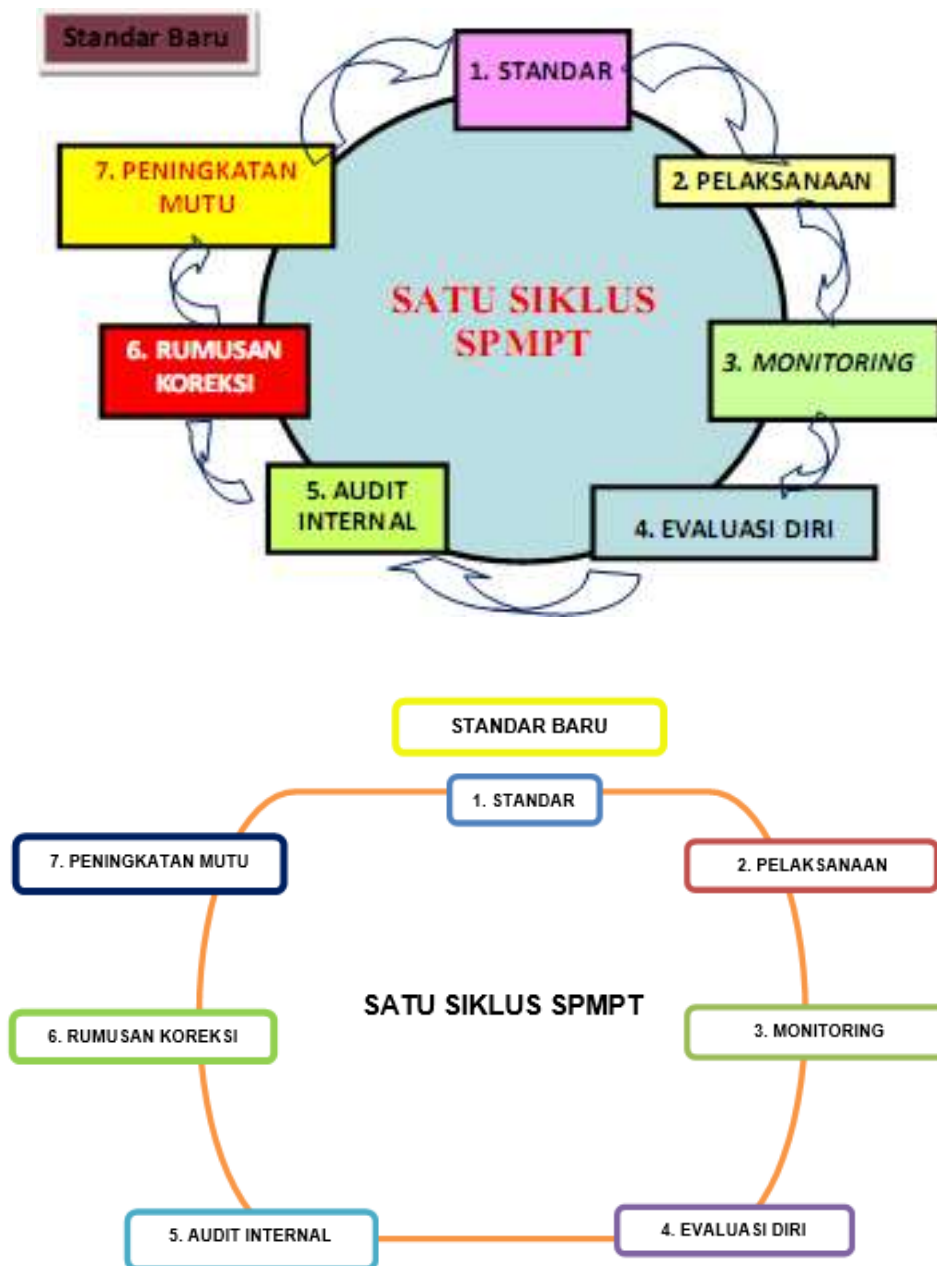 Standar Baru
1. STANDAR
7. PENINGKATAN
MUTU
2. PELAKSANAAN
SATU SIKLUS
SPMPT
6. RUMUSAN
KOREKSI
3. MONITORING
5. AUDIT
INTERNAL
4. EVALUASI DIRI
STANDAR BARU
1. STANDAR
7. PENINGKATAN MUTU
2. PELAKSANAAN
SATU SIKLUS SPMPT
6. RUMUSAN KOREKSI
3. MONITORING
5. AUDIT INTERNAL
4. EVALUASI DIRI